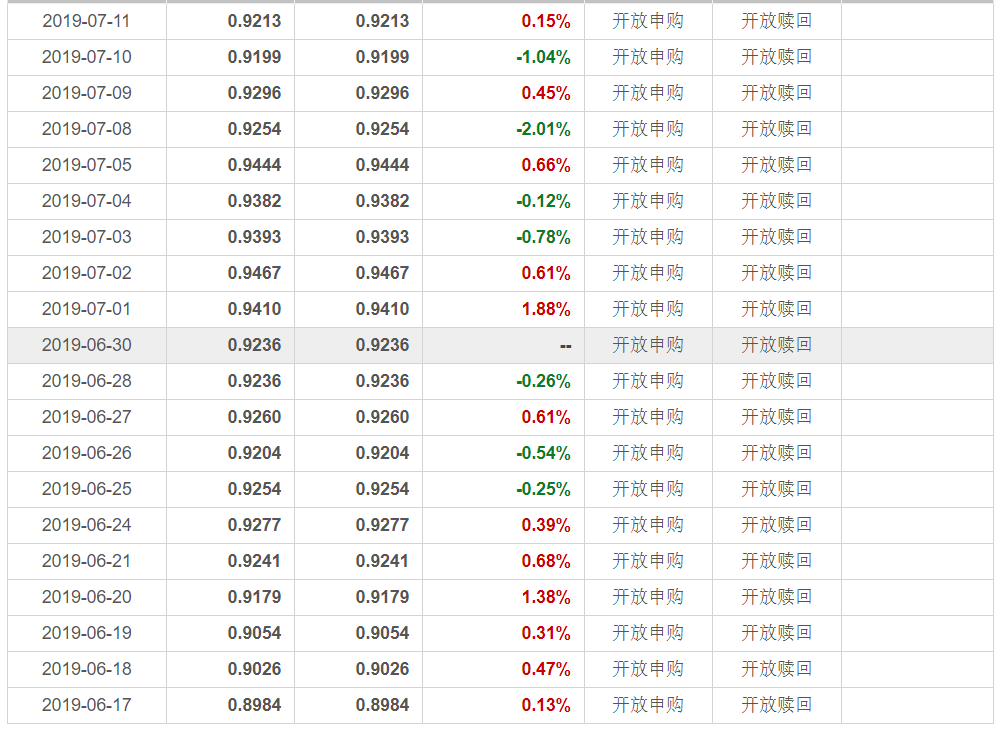 2019-07-11 0.9213 0.9213 0.15% 开放申购 开放赎回
2019-07-10 0.9199 0.9199 -1.04% 开放申购 开放赎回
2019-07-09 0.9296 0.9296 0.45% 开放申购 开放赎回
2019-07-08 0.9254 0.9254 -2.01% 开放申购 开放赎回
2019-07-05 0.9444 0.9444 0.66% 开放申购 开放赎回
2019-07-04 0.9382 0.9382 -0.12% 开放申购 开放赎回
2019-07-03 0.9393 0.9393 -0.78% 开放申购 开放赎回
2019-07-02 0.9467 0.9467 0.61% 开放申购 开放赎回
2019-07-01 0.9410 0.9410 1.88% 开放申购 开放赎回
2019-06-30 0.9236 0.9236 -- 开放申购 开放赎回
2019-06-28 0.9236 0.9236 -0.26% 开放申购 开放赎回
2019-06-27 0.9260 0.9260 0.61% 开放申购 开放赎回
2019-06-26 0.9204 0.9204 -0.54% 开放申购 开放赎回
2019-06-25 0.9254 0.9254 -0.25% 开放申购 开放赎回
2019-06-24 0.9277 0.9277 0.39% 开放申购 开放赎回
2019-06-21 0.9241 0.9241 0.68% 开放申购 开放赎回
2019-06-20 0.9179 0.9179 1.38% 开放申购 开放赎回
2019-06-19 0.9054 0.9054 0.31% 开放申购 开放赎回
2019-06-18 0.9026 0.9026 0.47% 开放申购 开放赎回
2019-06-17 0.8984 0.8984 0.13% 开放申购 开放赎回